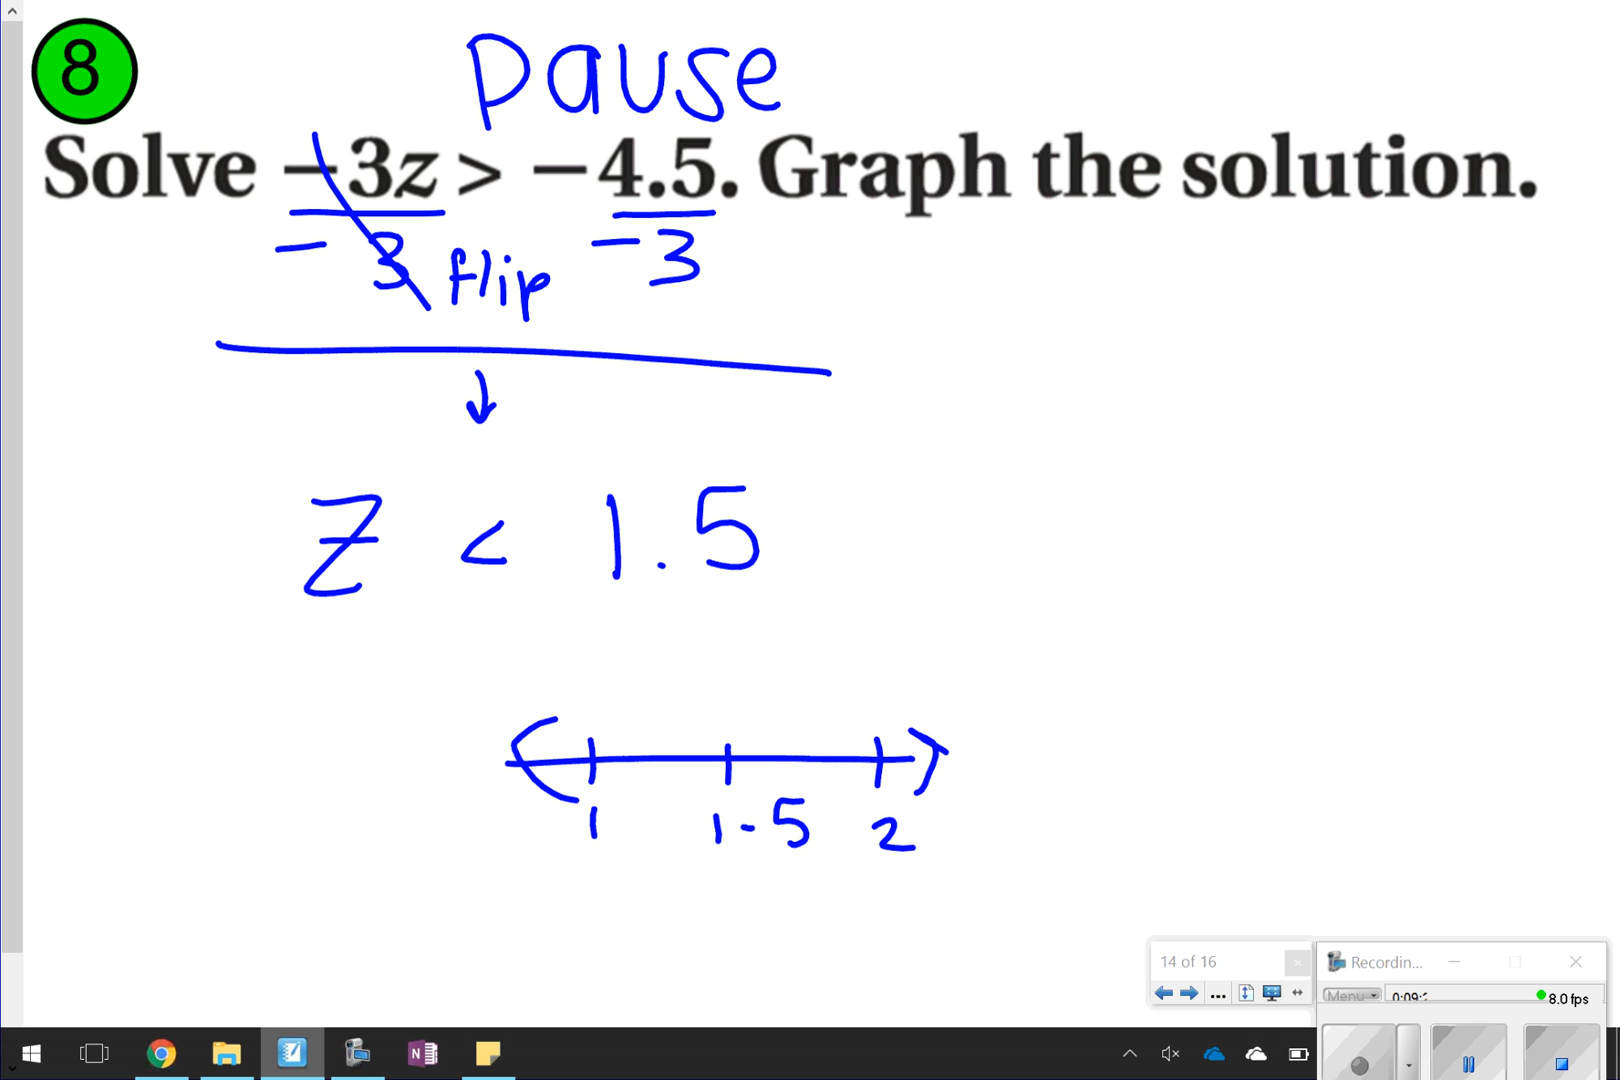 8
pause
Solve −3z > −4.5. Graph the solution.
−3 flip −3
z < 1.5
1 1.5 2
14 of 16
Recordin...
Menu
8.0 fps
N